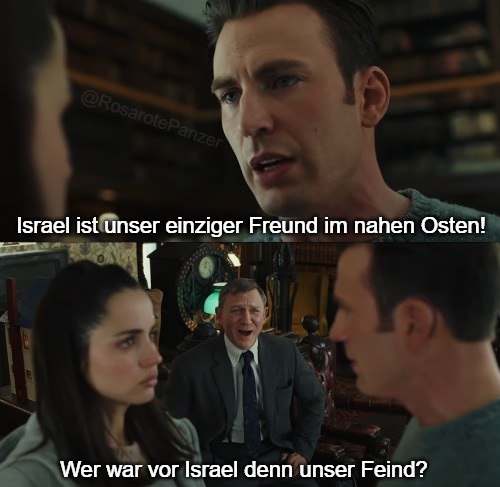 @RosarotePanzer
Israel ist unser einziger Freund im nahen Osten!
Wer war vor Israel denn unser Feind?